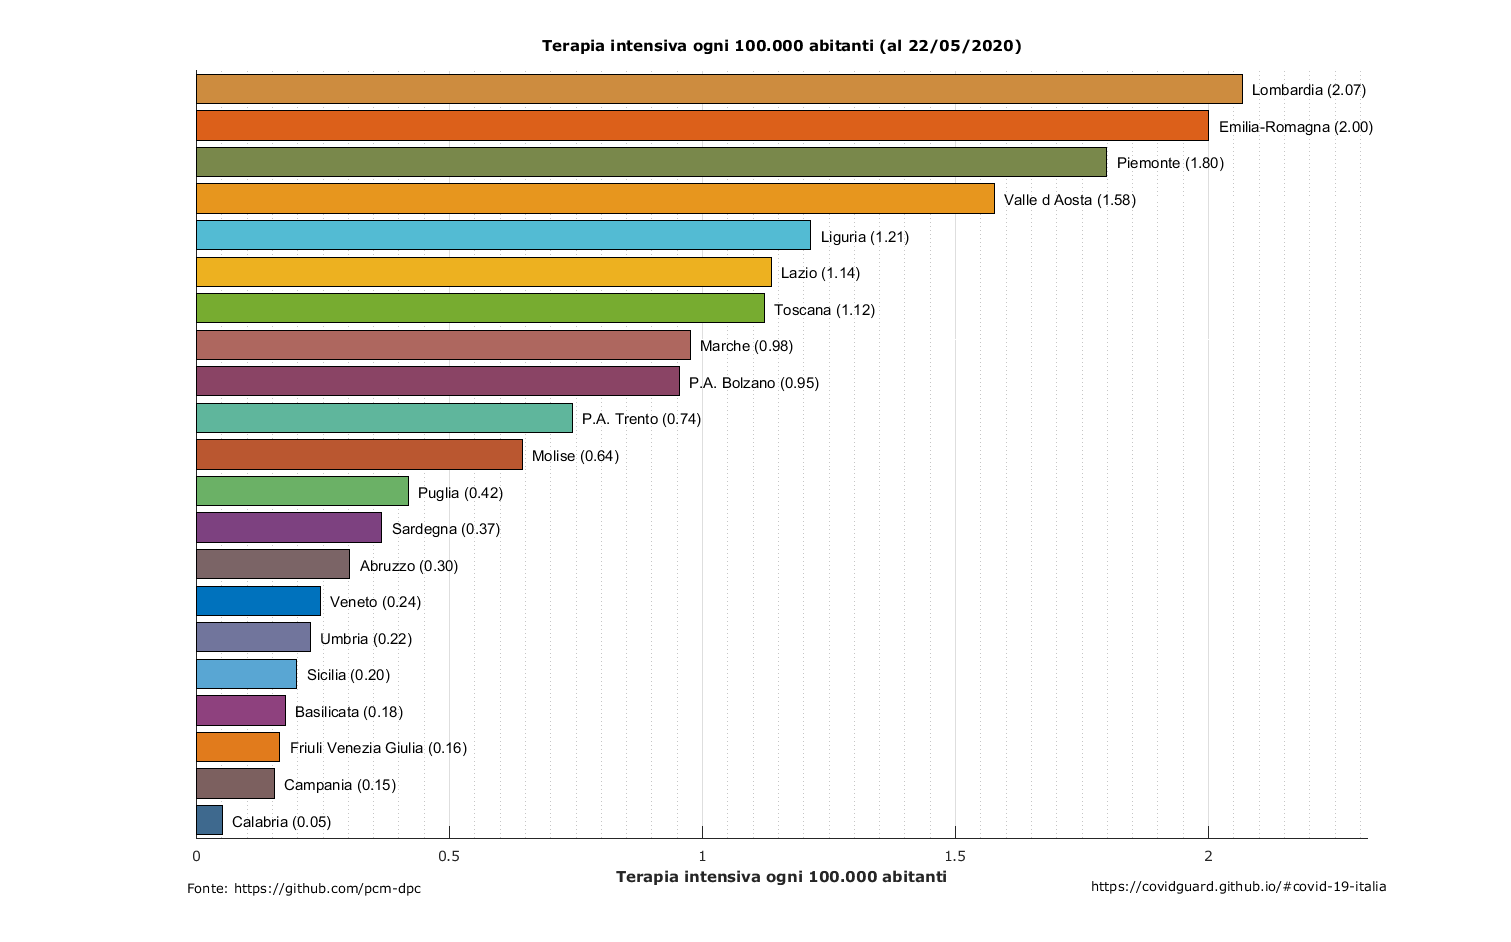 Terapia intensiva ogni 100.000 abitanti (al 22/05/2020)
Lombardia (2.07)
Emilia-Romagna (2.00)
Piemonte (1.80)
Valle d Aosta (1.58)
Liguria (1.21)
Lazio (1.14)
Toscana (1.12)
Marche (0.98)
P.A. Bolzano (0.95)
P.A. Trento (0.74)
Molise (0.64)
Puglia (0.42)
Sardegna (0.37)
Abruzzo (0.30)
Veneto (0.24)
Umbria (0.22)
Sicilia (0.20)
Basilicata (0.18)
Friuli Venezia Giulia (0.16)
Campania (0.15)
Calabria (0.05)
0 0.5 1 1.5 2
Terapia intensiva ogni 100.000 abitanti
Fonte: https://github.com/pcm-dpc
https://covidguard.github.io/#covid-19-italia